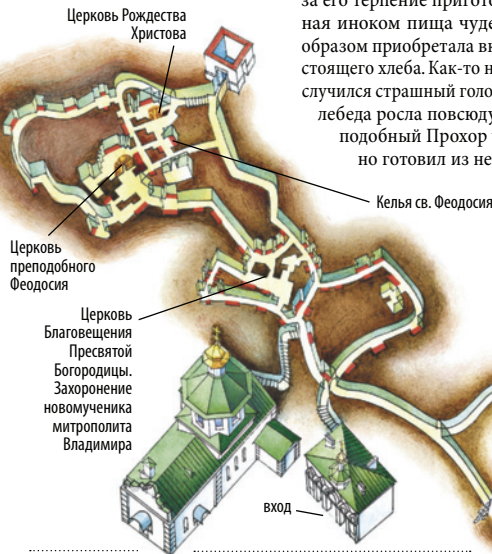 Церковь Рождества
Христова
за его терпение пригото
ная иноком пища чуде
образом приобретала вк
стоящего хлеба. Как-то н
случился страшный голо
лебеда росла повсюду
подобный Прохор
но готовил из не
Келья св. Феодосия
Церковь
преподобного
Феодосия
Церковь
Благовещения
Пресвятой
Богородицы.
Захоронение
новомученика
митрополита
Владимира
вход